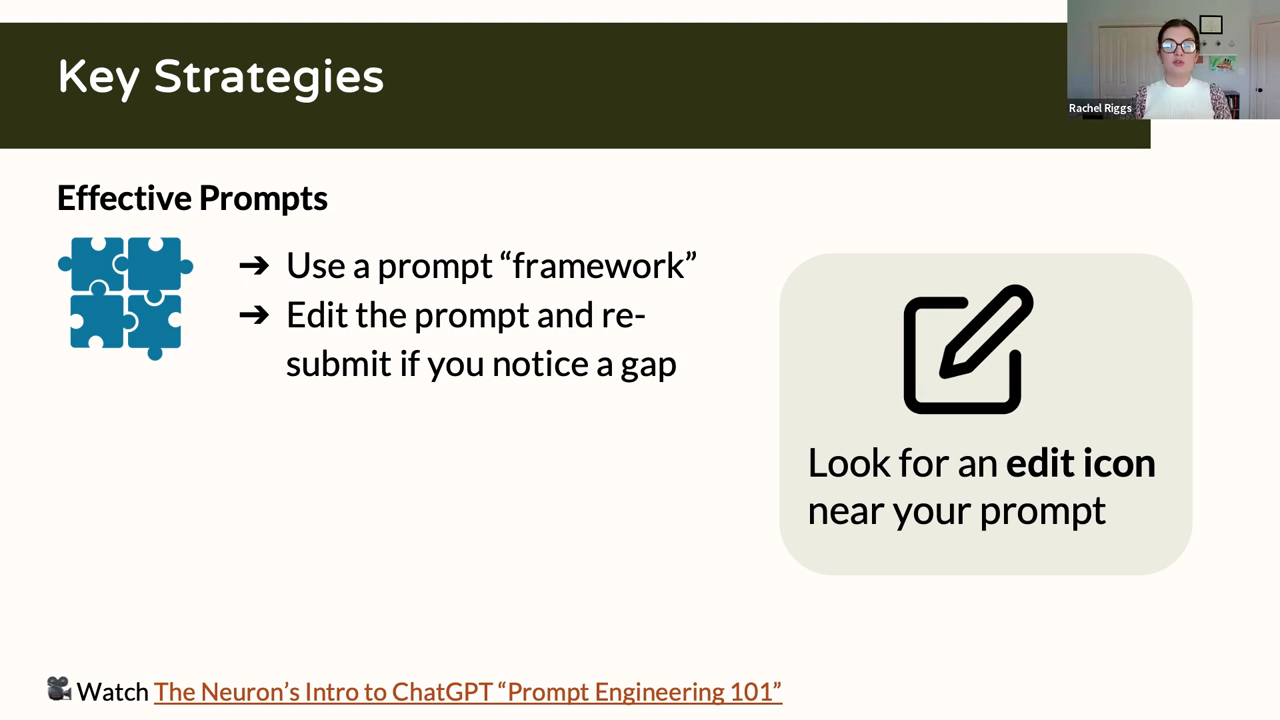 Key Strategies
Rachel Riggs
Effective Prompts
➔ Use a prompt “framework”
➔ Edit the prompt and re-
submit if you notice a gap
Look for an edit icon
near your prompt
Watch The Neuron’s Intro to ChatGPT “Prompt Engineering 101”